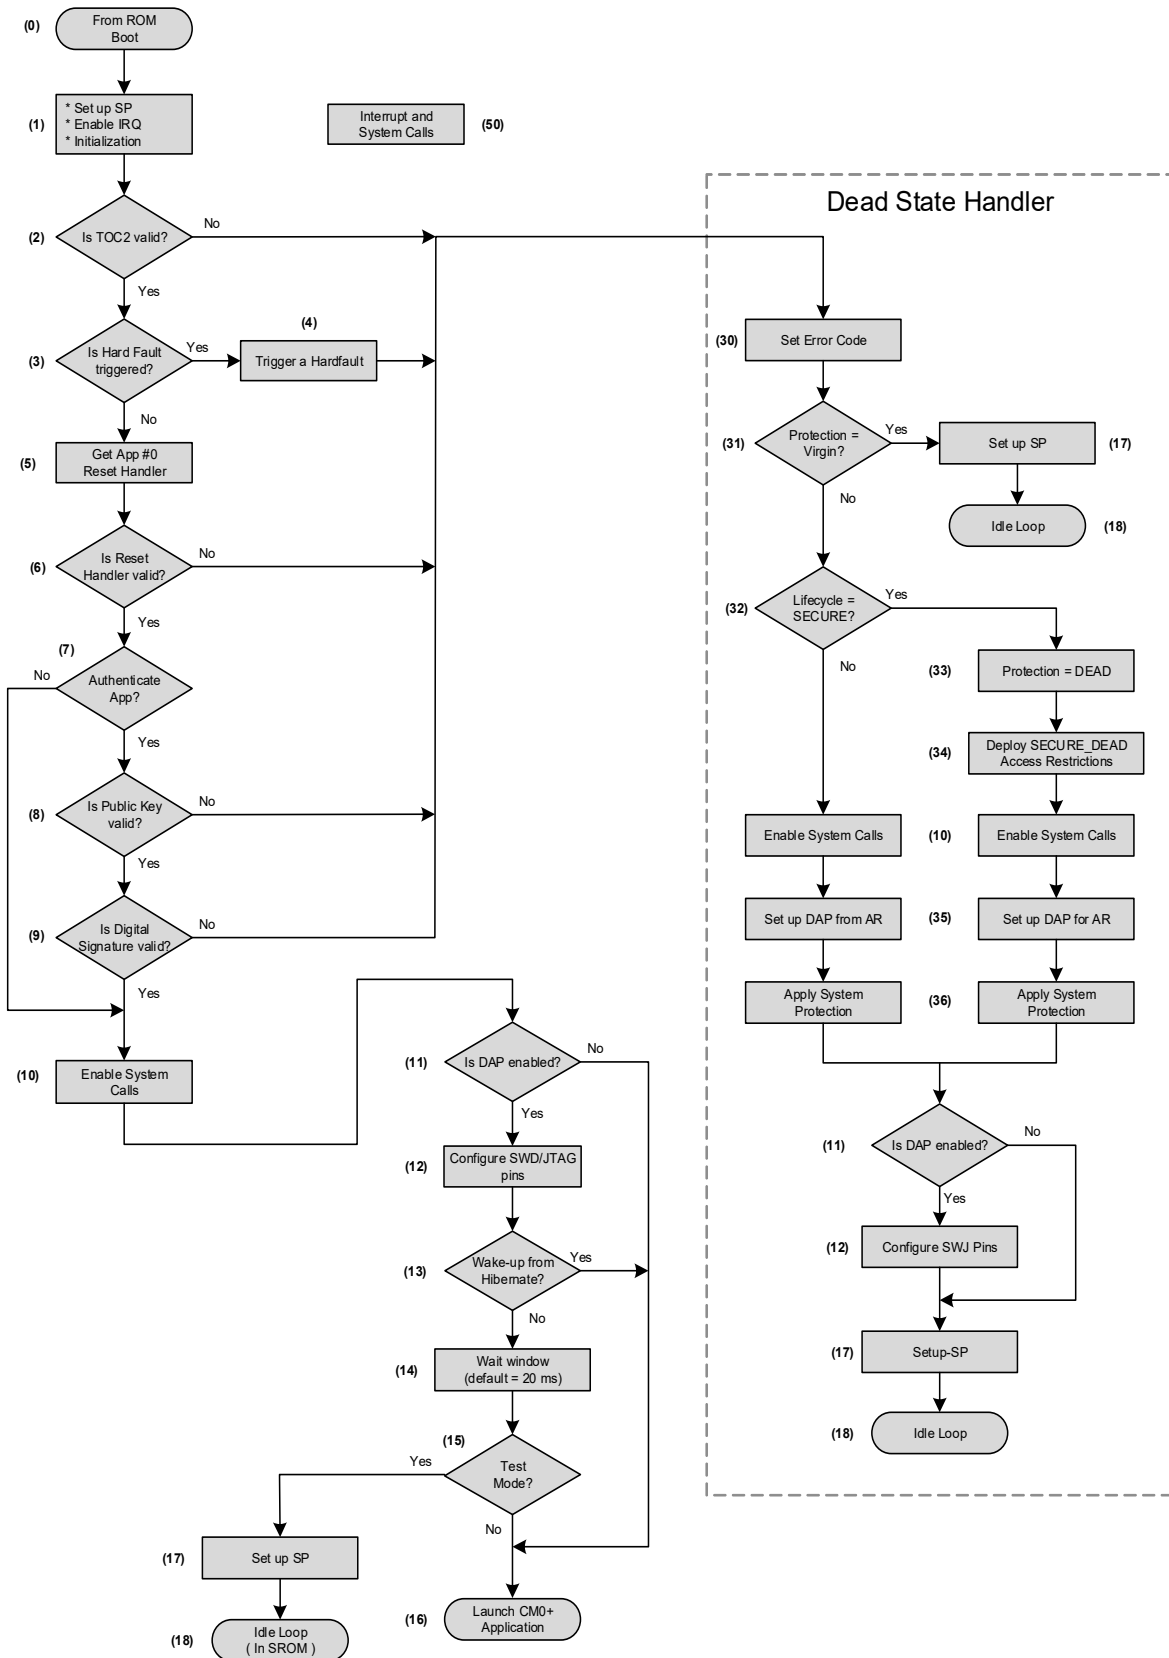 (0)
From ROM
Boot
(1)
* Set up SP
* Enable IRQ
* Initialization
Interrupt and
System Calls
(50)
(2)
Is TOC2 valid?
No
Yes
(3)
Is Hard Fault
triggered?
Yes
(4)
Trigger a Hardfault
No
(5)
Get App #0
Reset Handler
(6)
Is Reset
Handler valid?
No
Yes
(7)
No
Authenticate
App?
Yes
(8)
Is Public Key
valid?
No
Yes
(9)
Is Digital
Signature valid?
No
Yes
(10)
Enable System
Calls
(11)
Is DAP enabled?
No
Yes
(12)
Configure SWD/JTAG
pins
(13)
Wake-up from
Hibernate?
Yes
No
(14)
Wait window
(default = 20 ms)
(15)
Yes
Test
Mode?
No
(17)
Set up SP
(18)
Idle Loop
( In SROM )
(16)
Launch CM0+
Application
Dead State Handler
(30)
Set Error Code
(31)
Protection =
Virgin?
Yes
Set up SP
(17)
Idle Loop
(18)
No
(32)
Lifecycle =
SECURE?
Yes
No
(33)
Protection = DEAD
(34)
Deploy SECURE_DEAD
Access Restrictions
Enable System Calls
(10)
Enable System Calls
Set up DAP from AR
(35)
Set up DAP for AR
Apply System
Protection
(36)
Apply System
Protection
(11)
Is DAP enabled?
No
Yes
(12)
Configure SWJ Pins
(17)
Setup-SP
(18)
Idle Loop